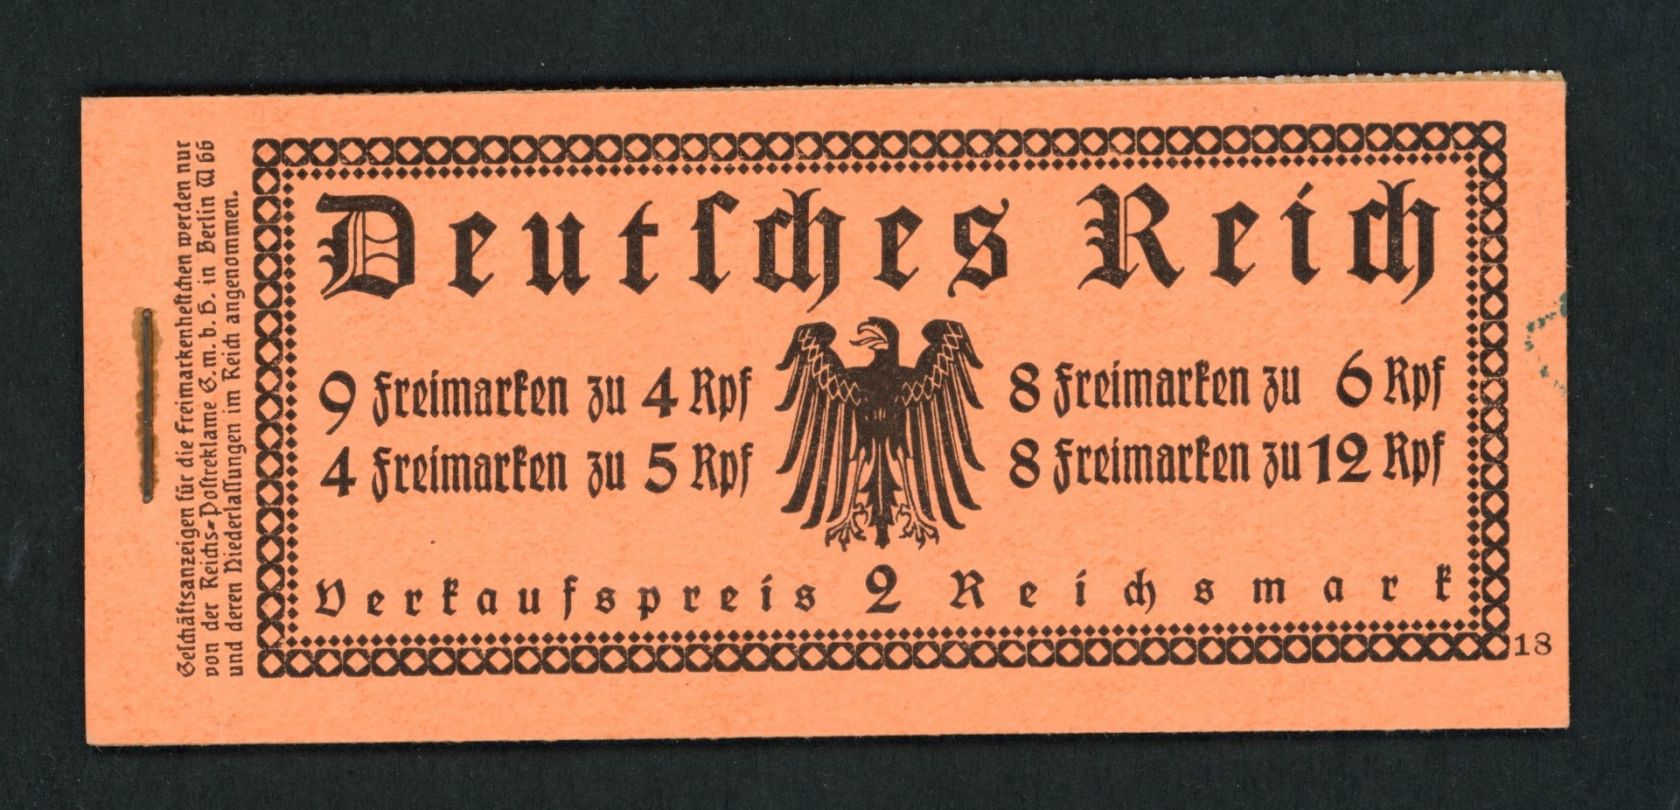 Geschäftsanzeigen für die Freimarkenheftchen werden nur
von der Reichs-Postreklame G. m. b. H. in Berlin W 66
und deren Niederlassungen im Reich angenommen.
Deutsches Reich
9 Freimarken zu 4 Rpf
4 Freimarken zu 5 Rpf
8 Freimarken zu 6 Rpf
8 Freimarken zu 12 Rpf
Verkaufspreis 2 Reichsmark
18